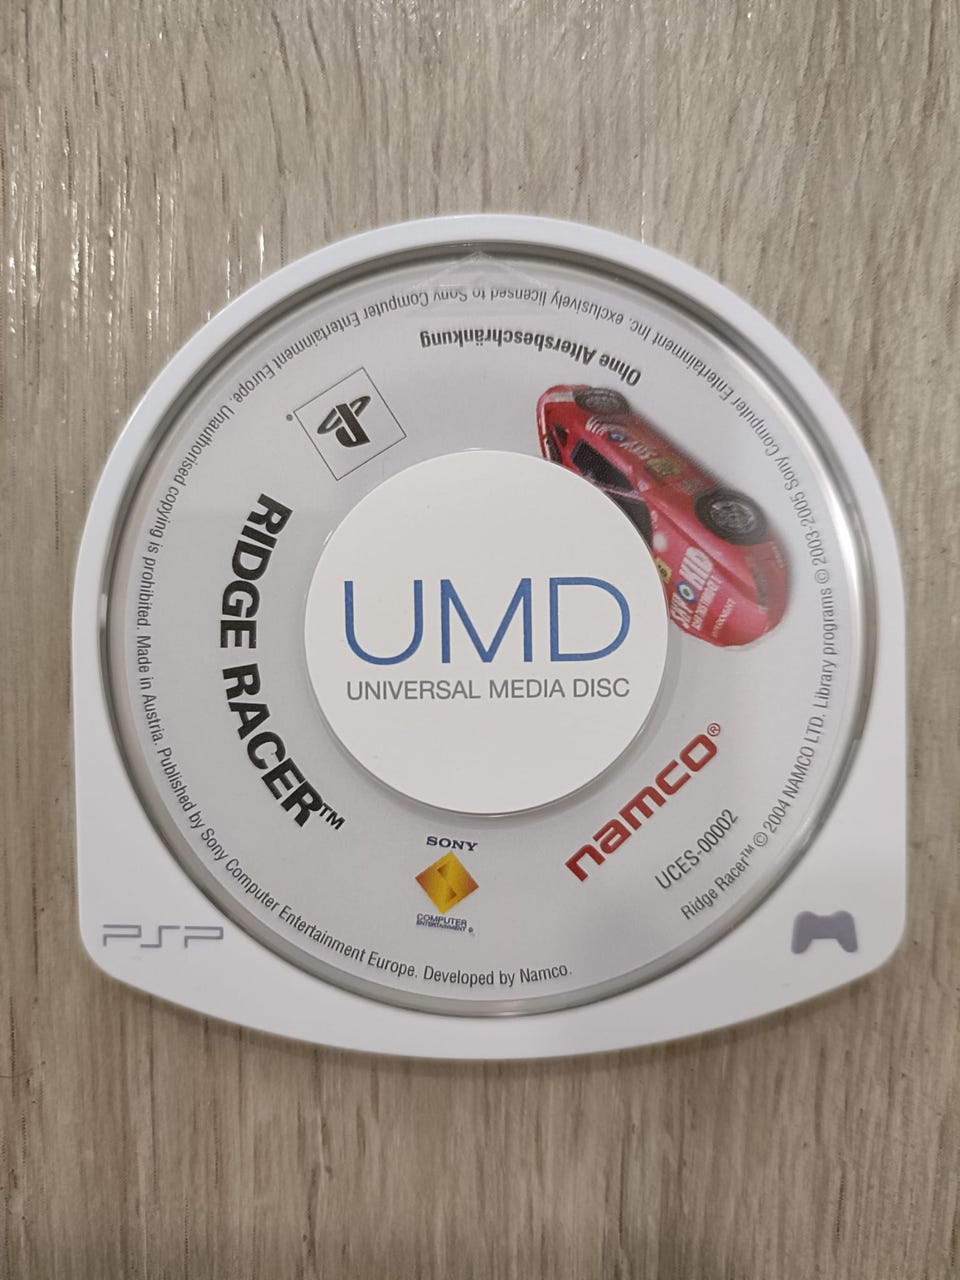 UMD
UNIVERSAL MEDIA DISC
RIDGE RACER™
Ohne Altersbeschränkung
namco®
UCES-00002
SONY
COMPUTER
ENTERTAINMENT®
Ridge Racer™ © 2004 NAMCO LTD. Library programs © 2003-2005 Sony Computer Entertainment Inc. exclusively licensed to Sony Computer Entertainment Europe. Unauthorised copying is prohibited. Made in Austria. Published by Sony Computer Entertainment Europe. Developed by Namco.
PSP